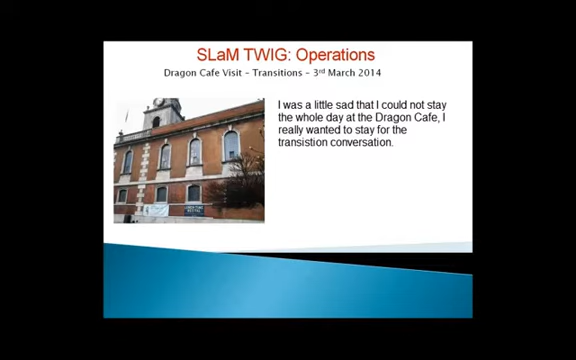 SLaM TWIG: Operations
Dragon Cafe Visit – Transitions – 3rd March 2014
I was a little sad that I could not stay
the whole day at the Dragon Cafe, I
really wanted to stay for the
transistion conversation.